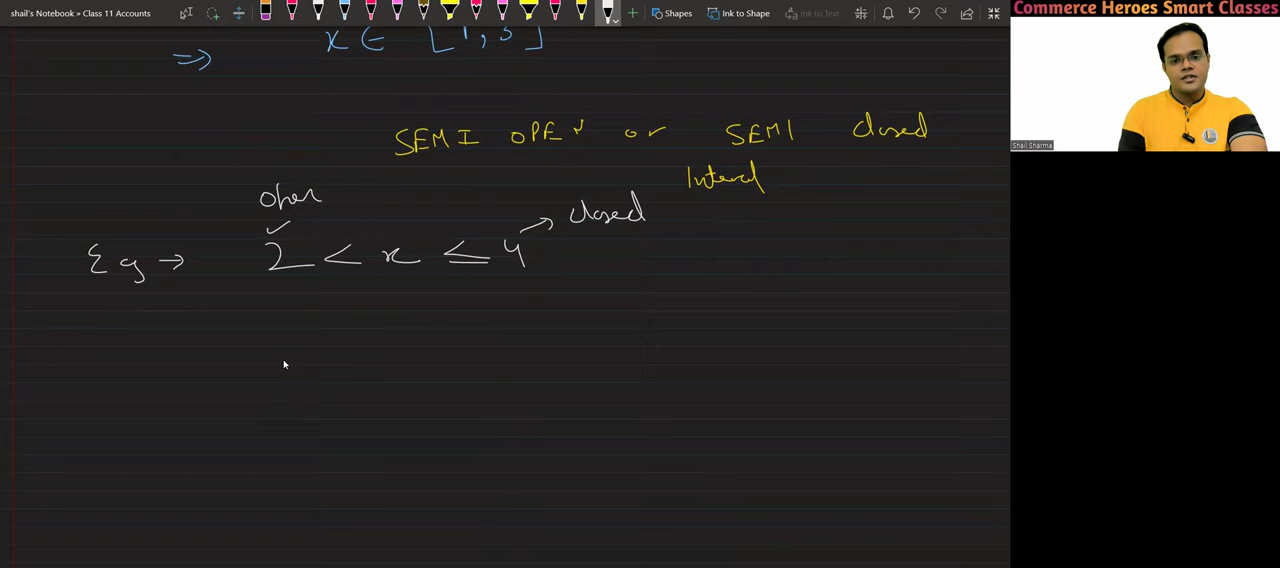 shail's Notebook » Class 11 Accounts
Shapes
Ink to Shape
Ink to Text
Commerce Heroes Smart Classes
Shail Sharma
=> x ∈ [1, 5]
SEMI OPEN or SEMI closed
Interval
open
closed
Eg → 2 < x ≤ 4